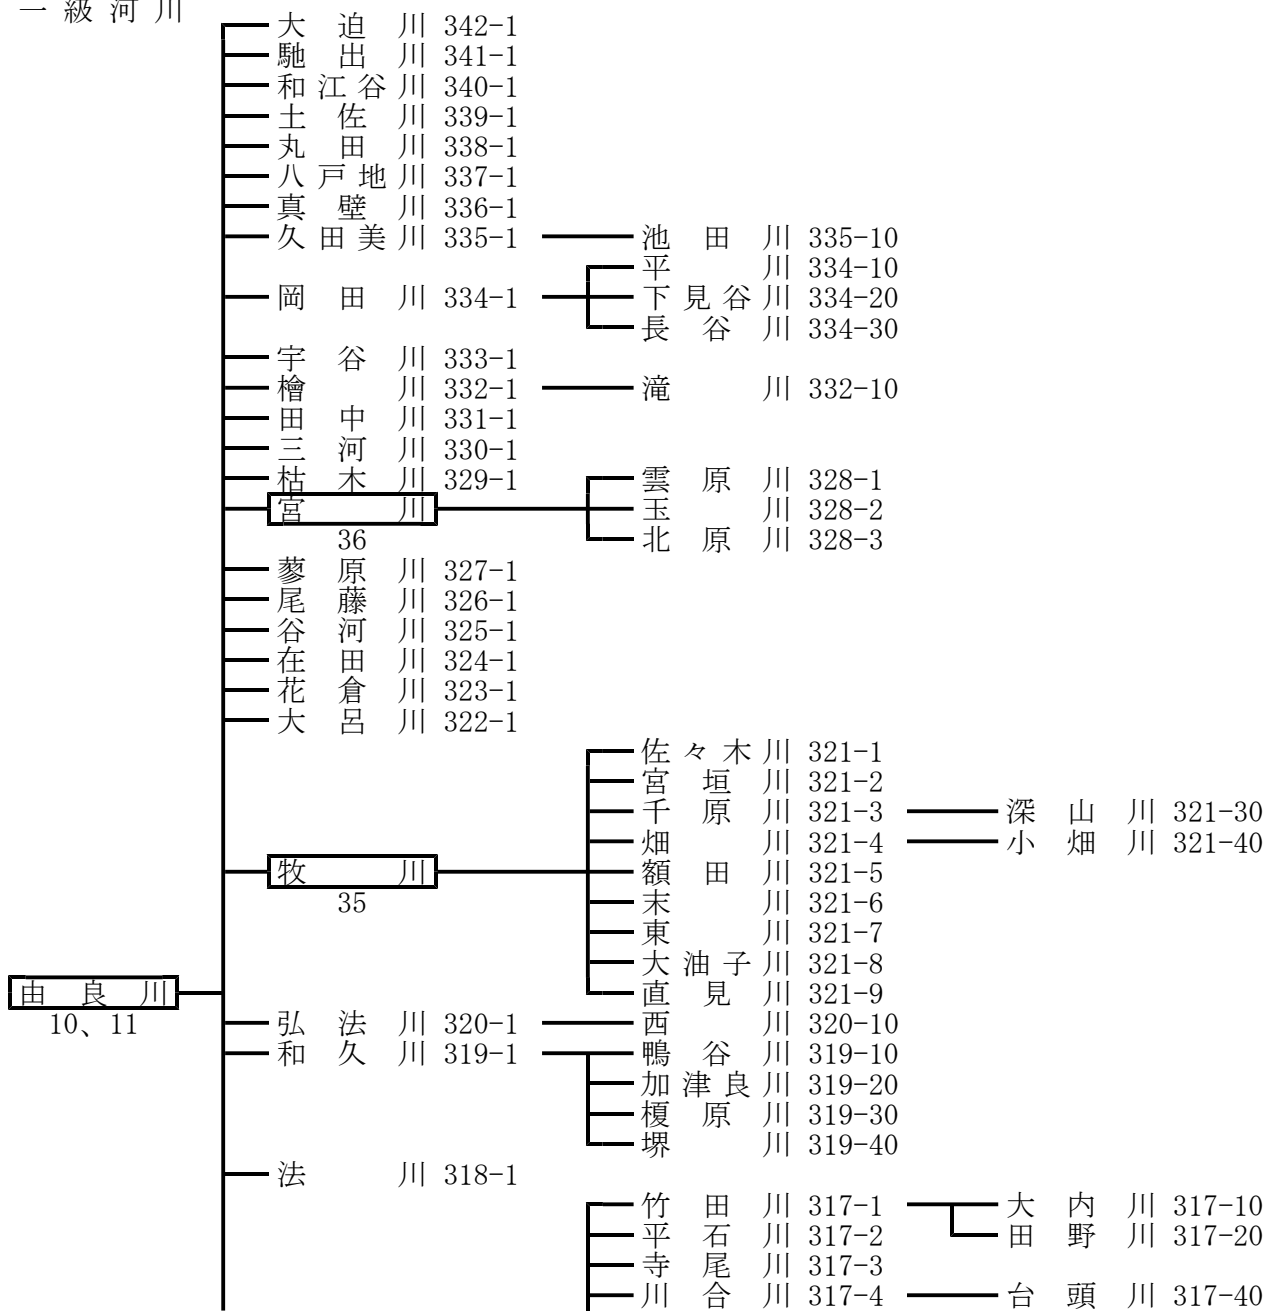 一級河川
大迫川 342-1
馳出川 341-1
和江谷川 340-1
土佐川 339-1
丸田川 338-1
八戸地川 337-1
真壁川 336-1
久田美川 335-1 池田川 335-10
平川 334-10
岡田川 334-1 下見谷川 334-20
長谷川 334-30
宇谷川 333-1
檜川 332-1 滝川 332-10
田中川 331-1
三河川 330-1
枯木川 329-1 雲原川 328-1
宮川 玉川 328-2
36 北原川 328-3
蓼原川 327-1
尾藤川 326-1
谷河川 325-1
在田川 324-1
花倉川 323-1
大呂川 322-1
佐々木川 321-1
宮垣川 321-2
千原川 321-3 深山川 321-30
畑川 321-4 小畑川 321-40
牧川 額田川 321-5
35 末川 321-6
東川 321-7
大油子川 321-8
由良川 直見川 321-9
10、11 弘法川 320-1 西川 320-10
和久川 319-1 鴨谷川 319-10
加津良川 319-20
榎原川 319-30
堺川 319-40
法川 318-1
竹田川 317-1 大内川 317-10
平石川 317-2 田野川 317-20
寺尾川 317-3
川合川 317-4 台頭川 317-40